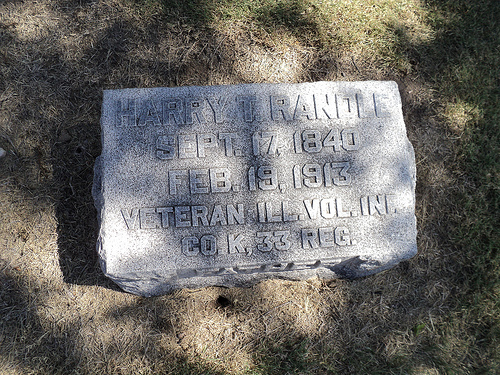 HARRY T. RANDLE
SEPT. 17, 1840
FEB. 19, 1913
VETERAN ILL. VOL. INF.
CO K, 33 REG.